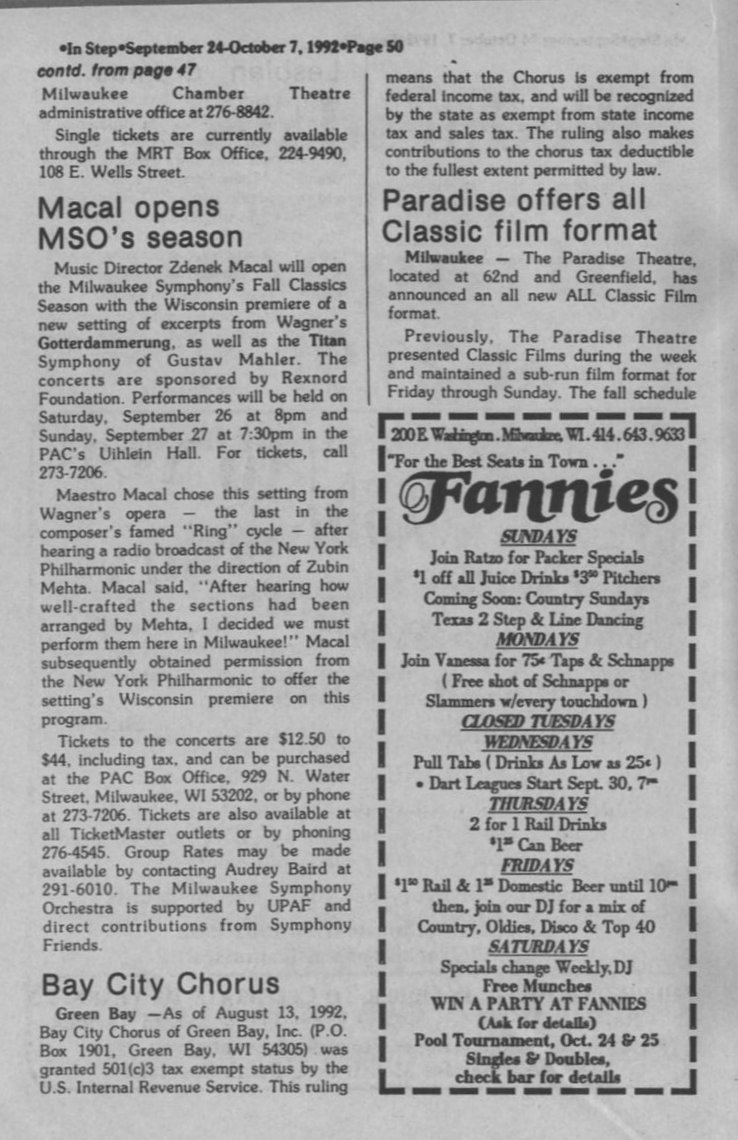 •In Step•September 24-October 7, 1992•Page 50
contd. from page 47
Milwaukee Chamber Theatre
administrative office at 276-8842.
Single tickets are currently available
through the MRT Box Office, 224-9490,
108 E. Wells Street.
Macal opens
MSO's season
Music Director Zdenek Macal will open
the Milwaukee Symphony's Fall Classics
Season with the Wisconsin premiere of a
new setting of excerpts from Wagner's
Gotterdammerung, as well as the Titan
Symphony of Gustav Mahler. The
concerts are sponsored by Rexnord
Foundation. Performances will be held on
Saturday, September 26 at 8pm and
Sunday, September 27 at 7:30pm in the
PAC's Uihlein Hall. For tickets, call
273-7206.
Maestro Macal chose this setting from
Wagner's opera — the last in the
composer's famed "Ring" cycle — after
hearing a radio broadcast of the New York
Philharmonic under the direction of Zubin
Mehta. Macal said, "After hearing how
well-crafted the sections had been
arranged by Mehta, I decided we must
perform them here in Milwaukee!" Macal
subsequently obtained permission from
the New York Philharmonic to offer the
setting's Wisconsin premiere on this
program.
Tickets to the concerts are $12.50 to
$44, including tax, and can be purchased
at the PAC Box Office, 929 N. Water
Street, Milwaukee, WI 53202, or by phone
at 273-7206. Tickets are also available at
all TicketMaster outlets or by phoning
276-4545. Group Rates may be made
available by contacting Audrey Baird at
291-6010. The Milwaukee Symphony
Orchestra is supported by UPAF and
direct contributions from Symphony
Friends.
Bay City Chorus
Green Bay —As of August 13, 1992,
Bay City Chorus of Green Bay, Inc. (P.O.
Box 1901, Green Bay, WI 54305) was
granted 501(c)3 tax exempt status by the
U.S. Internal Revenue Service. This ruling
means that the Chorus is exempt from
federal income tax, and will be recognized
by the state as exempt from state income
tax and sales tax. The ruling also makes
contributions to the chorus tax deductible
to the fullest extent permitted by law.
Paradise offers all
Classic film format
Milwaukee — The Paradise Theatre,
located at 62nd and Greenfield, has
announced an all new ALL Classic Film
format.
Previously, The Paradise Theatre
presented Classic Films during the week
and maintained a sub-run film format for
Friday through Sunday. The fall schedule
200 E. Washington. Milwaukee, WI. 414.643.9633
"For the Best Seats in Town..."
Fannies
SUNDAYS
Join Ratzo for Packer Specials
$1 off all Juice Drinks $3⁵⁰ Pitchers
Coming Soon: Country Sundays
Texas 2 Step & Line Dancing
MONDAYS
Join Vanessa for 75¢ Taps & Schnapps
( Free shot of Schnapps or
Slammers w/every touchdown )
CLOSED TUESDAYS
WEDNESDAYS
Pull Tabs ( Drinks As Low as 25¢ )
• Dart Leagues Start Sept. 30, 7pm
THURSDAYS
2 for 1 Rail Drinks
$1²⁵ Can Beer
FRIDAYS
$1⁵⁰ Rail & 1²⁵ Domestic Beer until 10pm
then, join our DJ for a mix of
Country, Oldies, Disco & Top 40
SATURDAYS
Specials change Weekly, DJ
Free Munches
WIN A PARTY AT FANNIES
(Ask for details)
Pool Tournament, Oct. 24 & 25
Singles & Doubles,
check bar for details